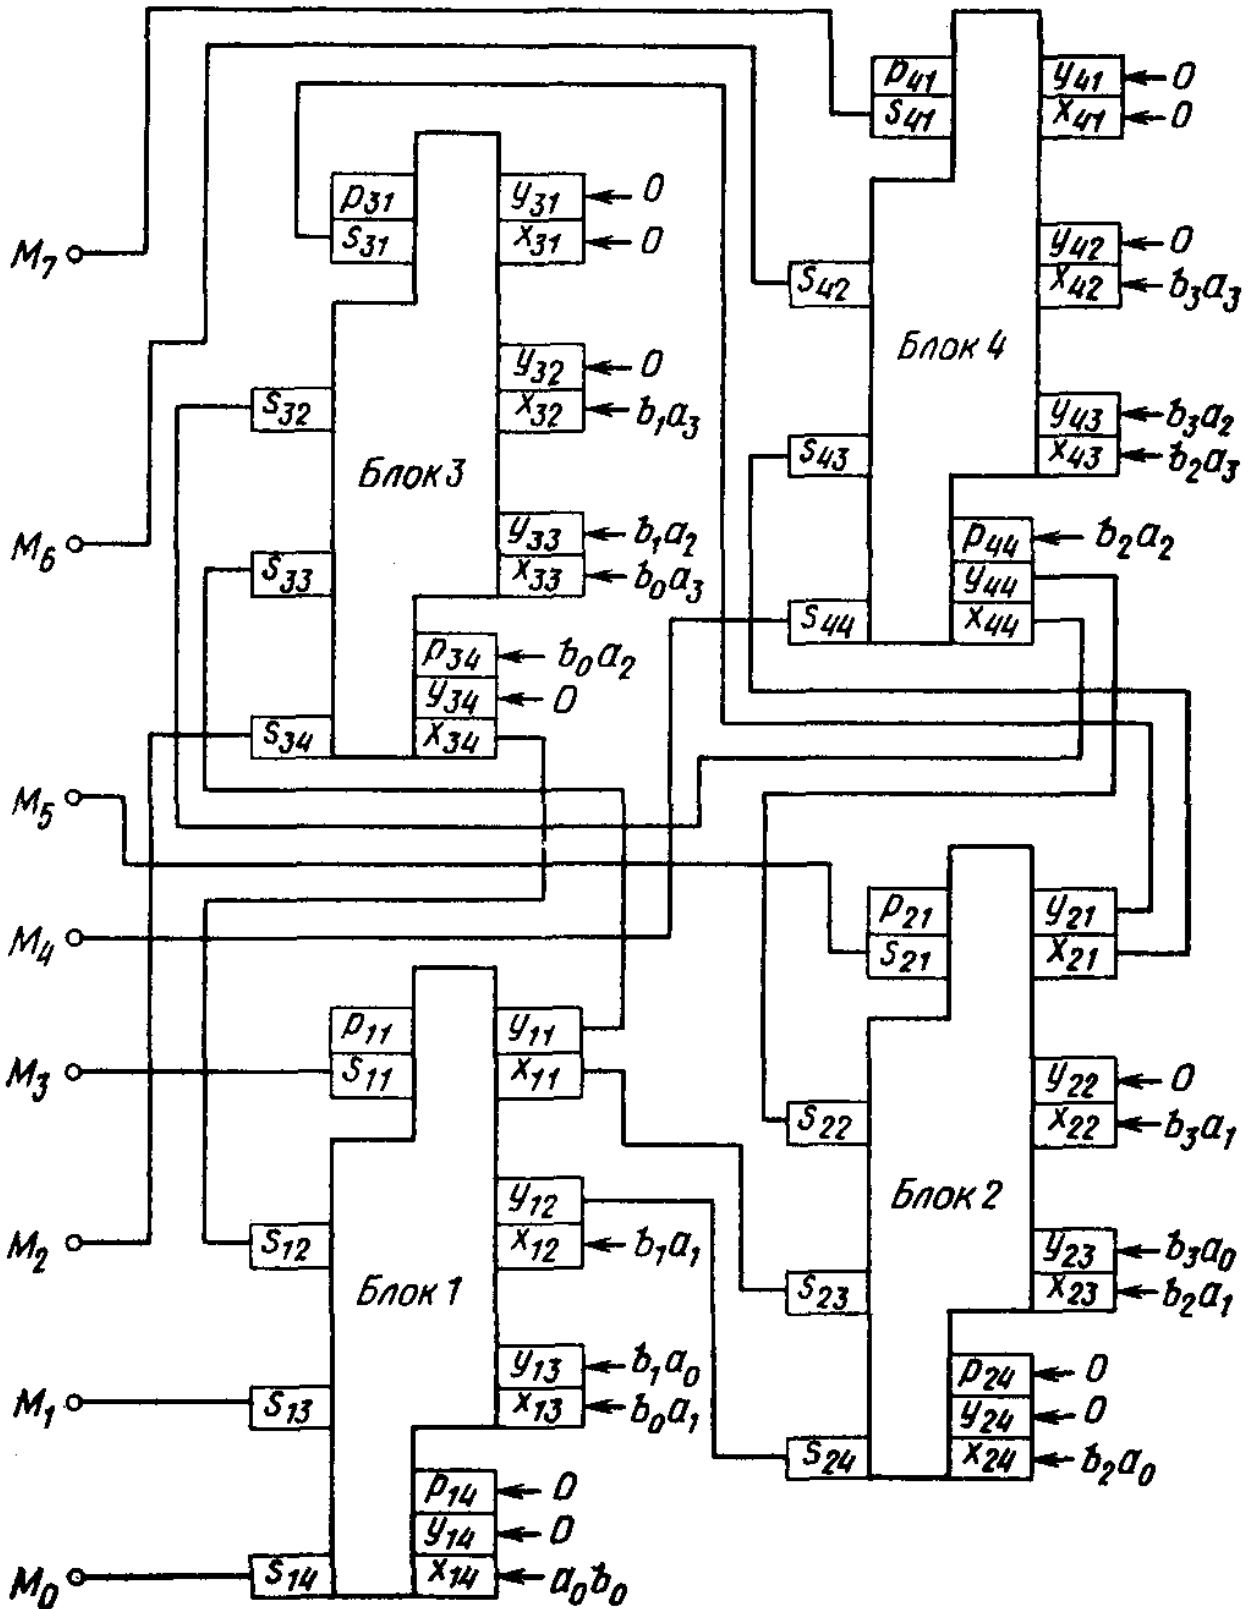 p₄₁ y₄₁ 0
s₄₁ x₄₁ 0
p₃₁ y₃₁ 0
s₃₁ x₃₁ 0
M₇
y₄₂ 0
s₄₂ x₄₂ b₃a₃
Блок 4
y₃₂ 0
s₃₂ x₃₂ b₁a₃
y₄₃ b₃a₂
s₄₃ x₄₃ b₂a₃
Блок 3
y₃₃ b₁a₂
s₃₃ x₃₃ b₀a₃
M₆
p₄₄ b₂a₂
y₄₄
s₄₄ x₄₄
p₃₄ b₀a₂
y₃₄ 0
s₃₄ x₃₄
M₅
p₂₁ y₂₁
s₂₁ x₂₁
M₄
p₁₁ y₁₁
s₁₁ x₁₁
M₃
y₂₂ 0
s₂₂ x₂₂ b₃a₁
Блок 2
y₁₂
s₁₂ x₁₂ b₁a₁
M₂
Блок 1
y₂₃ b₃a₀
s₂₃ x₂₃ b₂a₁
y₁₃ b₁a₀
s₁₃ x₁₃ b₀a₁
M₁
p₂₄ 0
y₂₄ 0
s₂₄ x₂₄ b₂a₀
p₁₄ 0
y₁₄ 0
s₁₄ x₁₄ a₀b₀
M₀